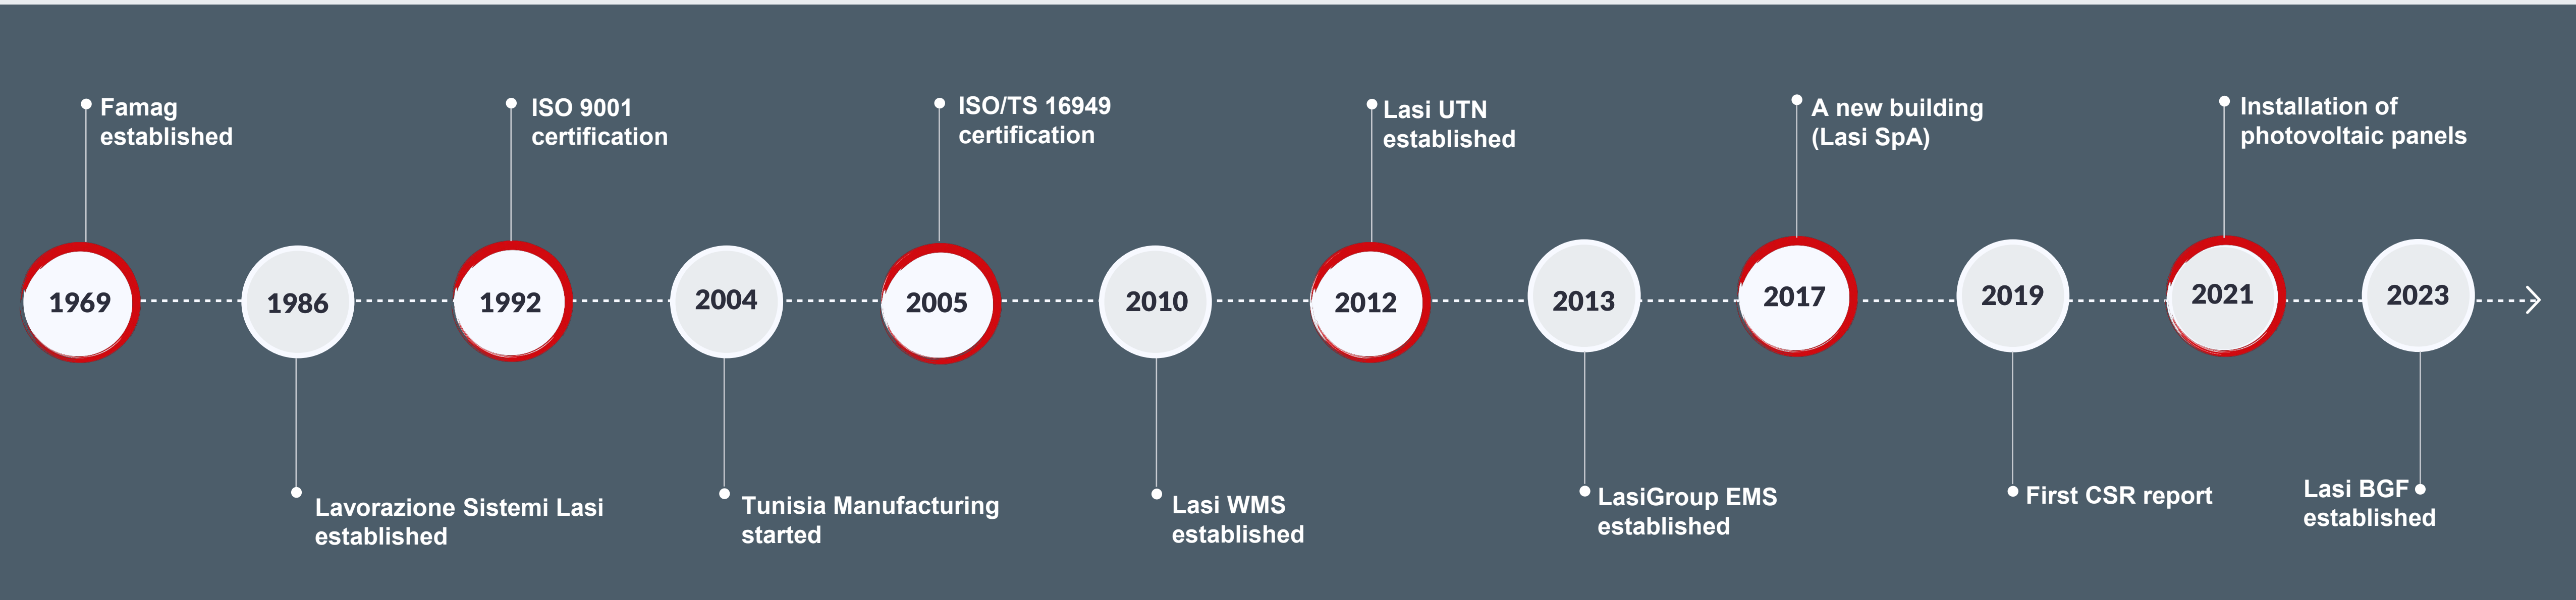 Famag
established
ISO 9001
certification
ISO/TS 16949
certification
Lasi UTN
established
A new building
(Lasi SpA)
Installation of
photovoltaic panels
1969
1986
1992
2004
2005
2010
2012
2013
2017
2019
2021
2023
Lavorazione Sistemi Lasi
established
Tunisia Manufacturing
started
Lasi WMS
established
LasiGroup EMS
established
First CSR report
Lasi BGF
established